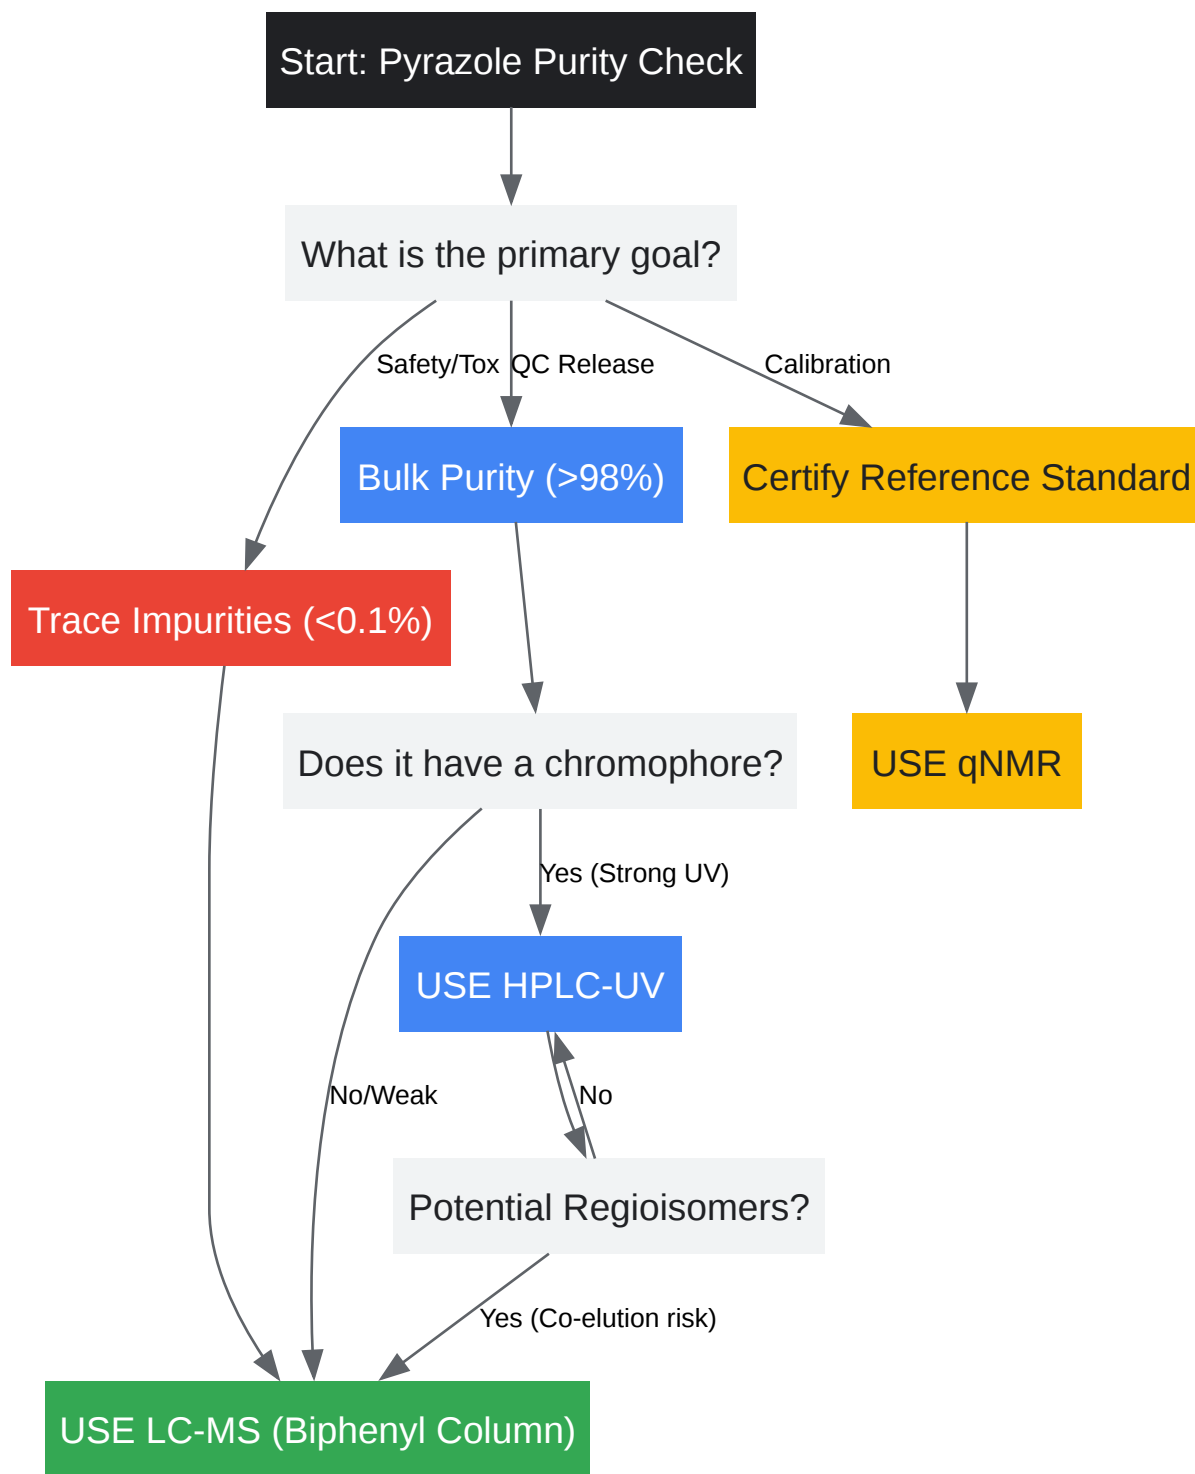 Start: Pyrazole Purity Check
What is the primary goal?
Safety/Tox
QC Release
Calibration
Bulk Purity (>98%)
Certify Reference Standard
Trace Impurities (<0.1%)
Does it have a chromophore?
USE qNMR
Yes (Strong UV)
USE HPLC-UV
No/Weak
No
Potential Regioisomers?
Yes (Co-elution risk)
USE LC-MS (Biphenyl Column)